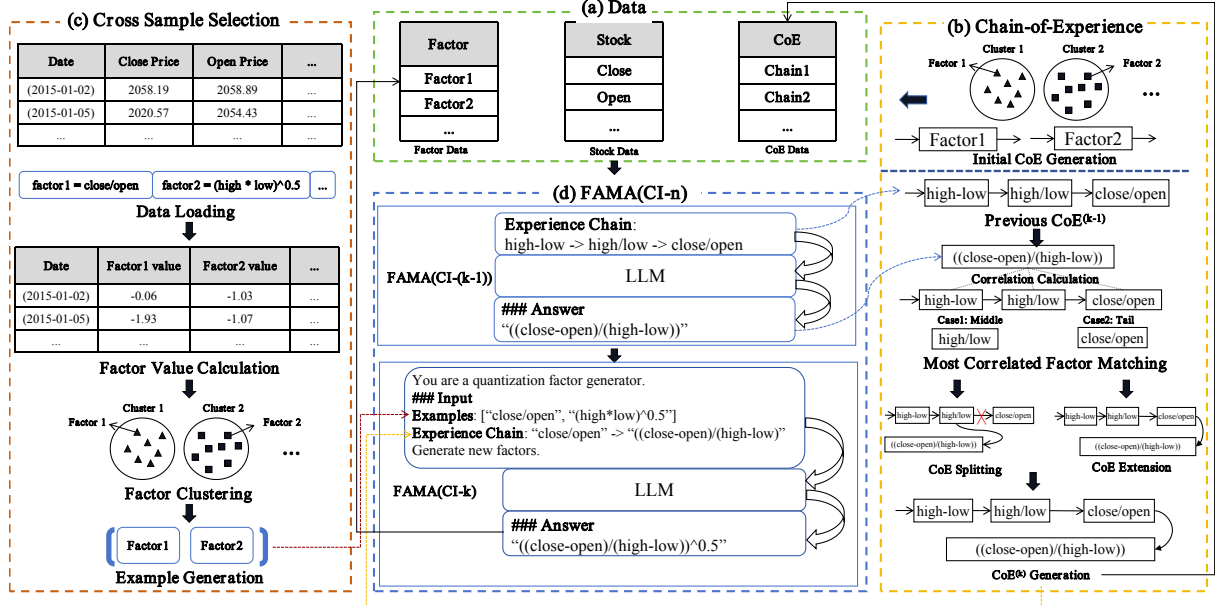 (c) Cross Sample Selection
Date Close Price Open Price ...
(2015-01-02) 2058.19 2058.89 ...
(2015-01-05) 2020.57 2054.43 ...
... ... ... ...
factor1 = close/open factor2 = (high * low)^0.5 ...
Data Loading
Date Factor1 value Factor2 value ...
(2015-01-02) -0.06 -1.03 ...
(2015-01-05) -1.93 -1.07 ...
... ... ... ...
Factor Value Calculation
Cluster 1 Cluster 2
Factor 1 Factor 2
...
Factor Clustering
Factor1 Factor2
Example Generation
(a) Data
Factor
Factor1
Factor2
...
Factor Data
Stock
Close
Open
...
Stock Data
CoE
Chain1
Chain2
...
CoE Data
(d) FAMA(CI-n)
Experience Chain:
high-low -> high/low -> close/open
FAMA(CI-(k-1))
LLM
### Answer
“((close-open)/(high-low))”
You are a quantization factor generator.
### Input
Examples: [“close/open”, “(high*low)^0.5”]
Experience Chain: “close/open” -> “((close-open)/(high-low)”
Generate new factors.
FAMA(CI-k)
LLM
### Answer
“((close-open)/(high-low))^0.5”
(b) Chain-of-Experience
Cluster 1 Cluster 2
Factor 1 Factor 2
...
Factor1 Factor2
Initial CoE Generation
high-low high/low close/open
Previous CoE(k-1)
((close-open)/(high-low))
Correlation Calculation
high-low high/low close/open
Case1: Middle Case2: Tail
high/low close/open
Most Correlated Factor Matching
high-low high/low close/open
((close-open)/(high-low))
CoE Splitting
high-low high/low close/open
((close-open)/(high-low))
CoE Extension
high-low high/low close/open
((close-open)/(high-low))
CoE(k) Generation